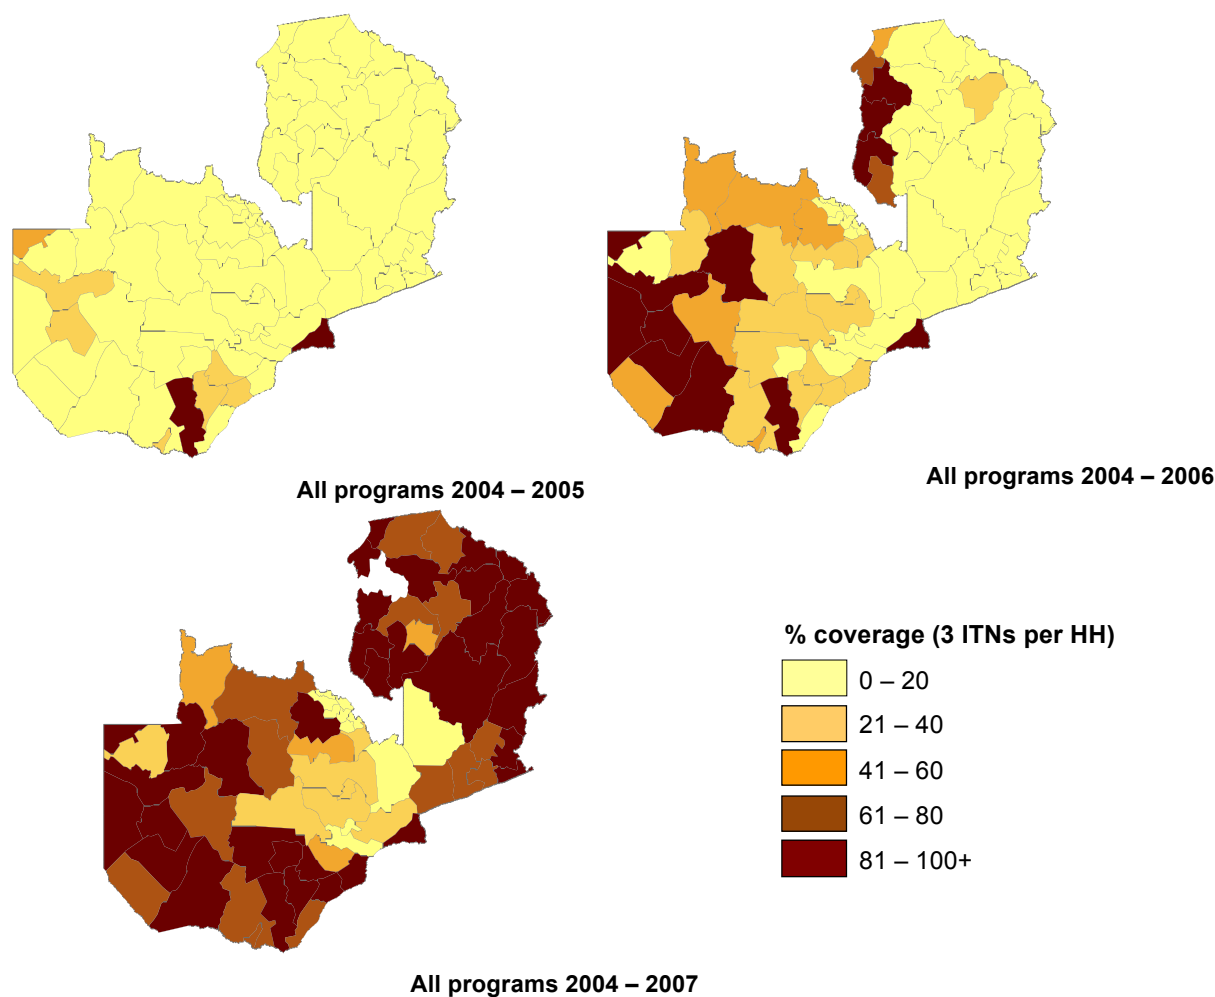 All programs 2004 – 2005
All programs 2004 – 2006
% coverage (3 ITNs per HH)
0 – 20
21 – 40
41 – 60
61 – 80
81 – 100+
All programs 2004 – 2007